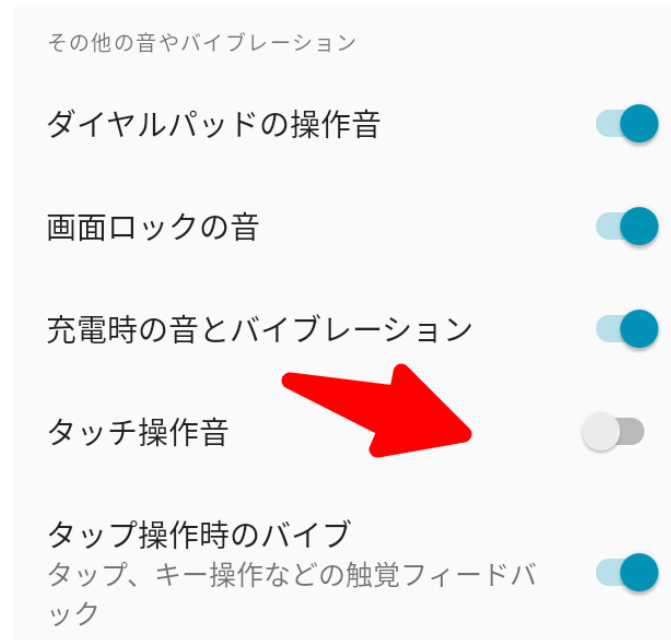 その他の音やバイブレーション
ダイヤルパッドの操作音
画面ロックの音
充電時の音とバイブレーション
タッチ操作音
タップ操作時のバイブ
タップ、キー操作などの触覚フィードバ
ック